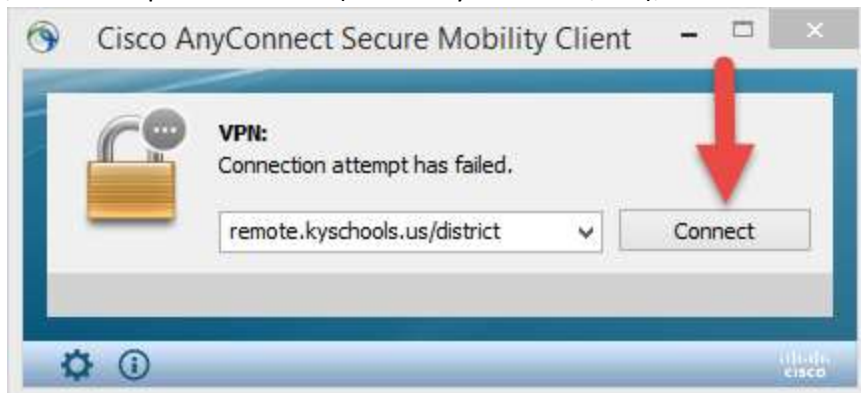 Cisco AnyConnect Secure Mobility Client
VPN:
Connection attempt has failed.
remote.kyschools.us/district
Connect
cisco